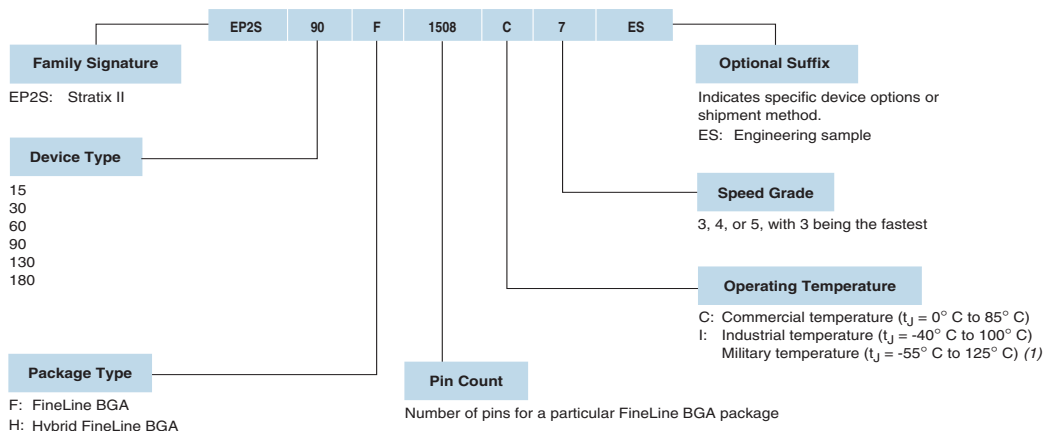 EP2S 90 F 1508 C 7 ES
Family Signature
EP2S: Stratix II
Device Type
15
30
60
90
130
180
Package Type
F: FineLine BGA
H: Hybrid FineLine BGA
Pin Count
Number of pins for a particular FineLine BGA package
Optional Suffix
Indicates specific device options or
shipment method.
ES: Engineering sample
Speed Grade
3, 4, or 5, with 3 being the fastest
Operating Temperature
C: Commercial temperature (tJ = 0° C to 85° C)
I: Industrial temperature (tJ = -40° C to 100° C)
Military temperature (tJ = -55° C to 125° C) (1)